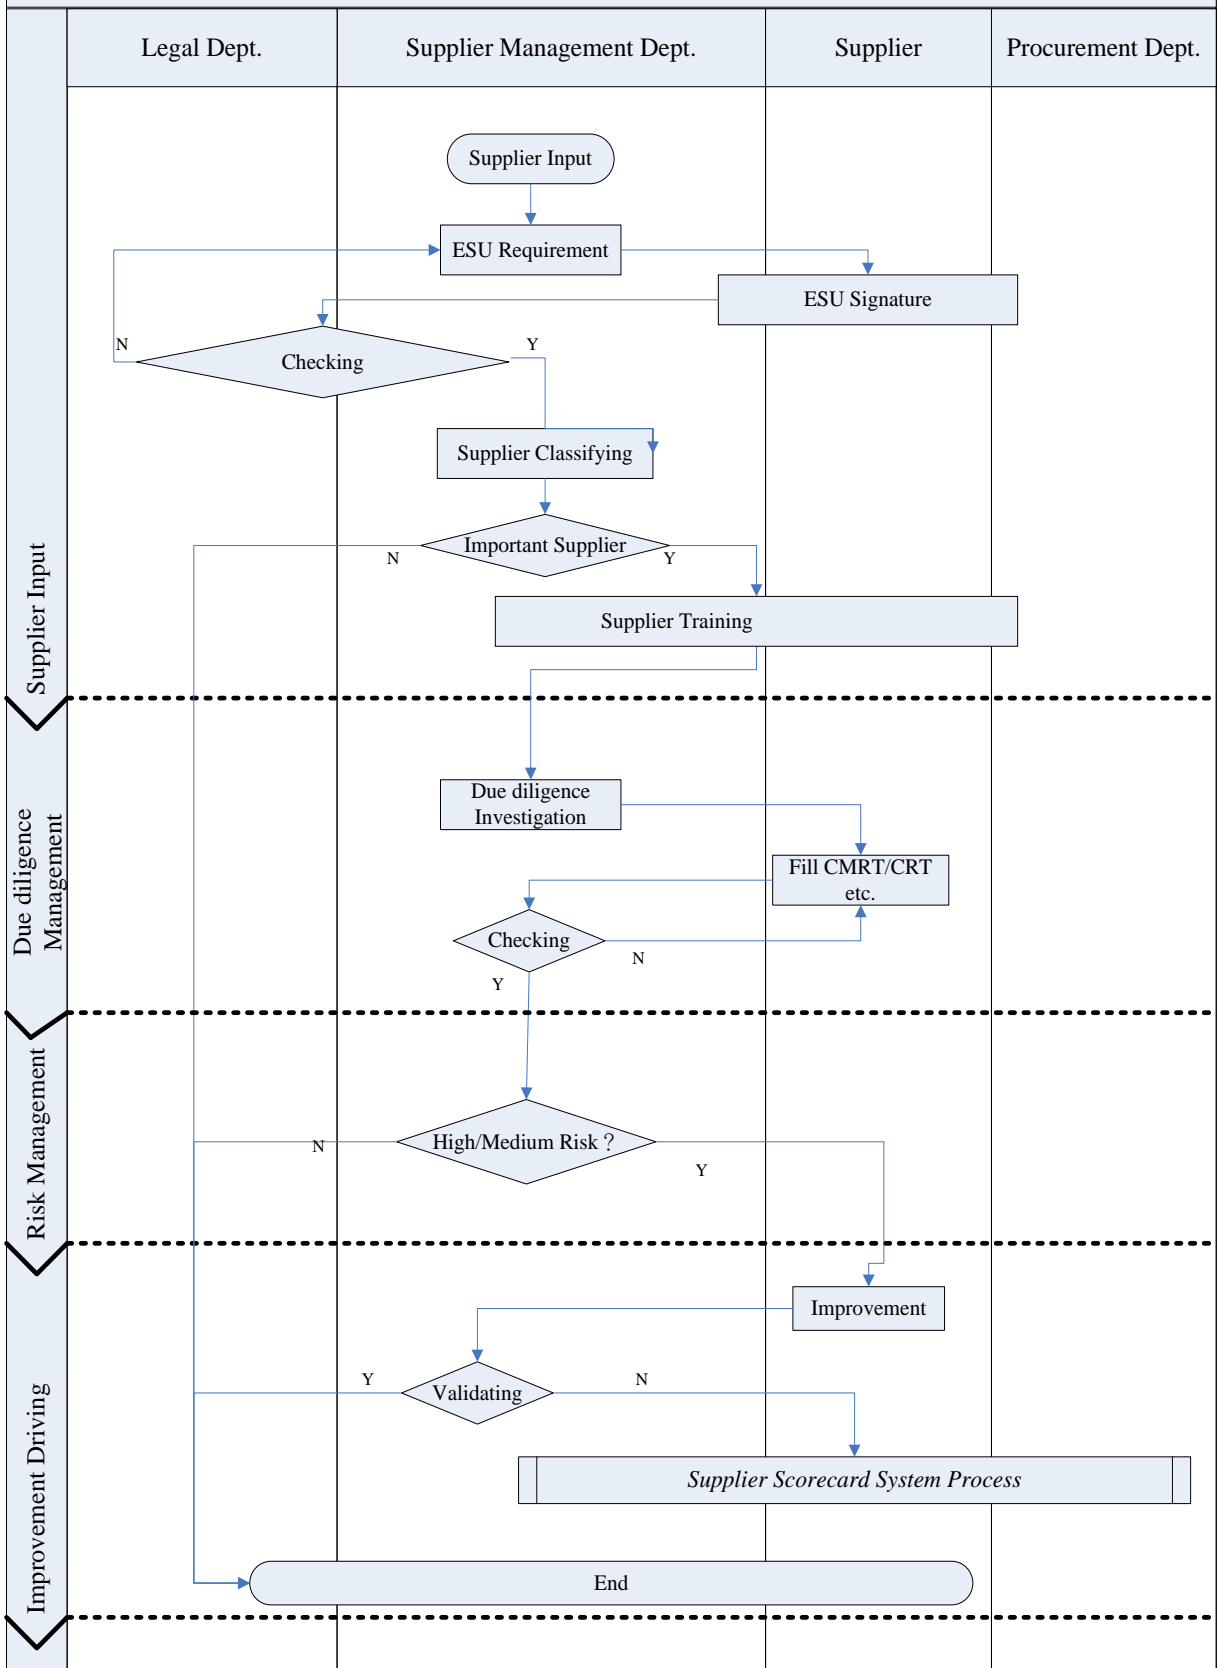 Legal Dept.
Supplier Management Dept.
Supplier
Procurement Dept.
Supplier Input
Supplier Input
ESU Requirement
ESU Signature
Checking
N
Y
Supplier Classifying
Important Supplier
N
Y
Supplier Training
Due diligence
Management
Due diligence
Investigation
Fill CMRT/CRT
etc.
Checking
N
Y
Risk Management
High/Medium Risk？
N
Y
Improvement Driving
Improvement
Validating
Y
N
Supplier Scorecard System Process
End